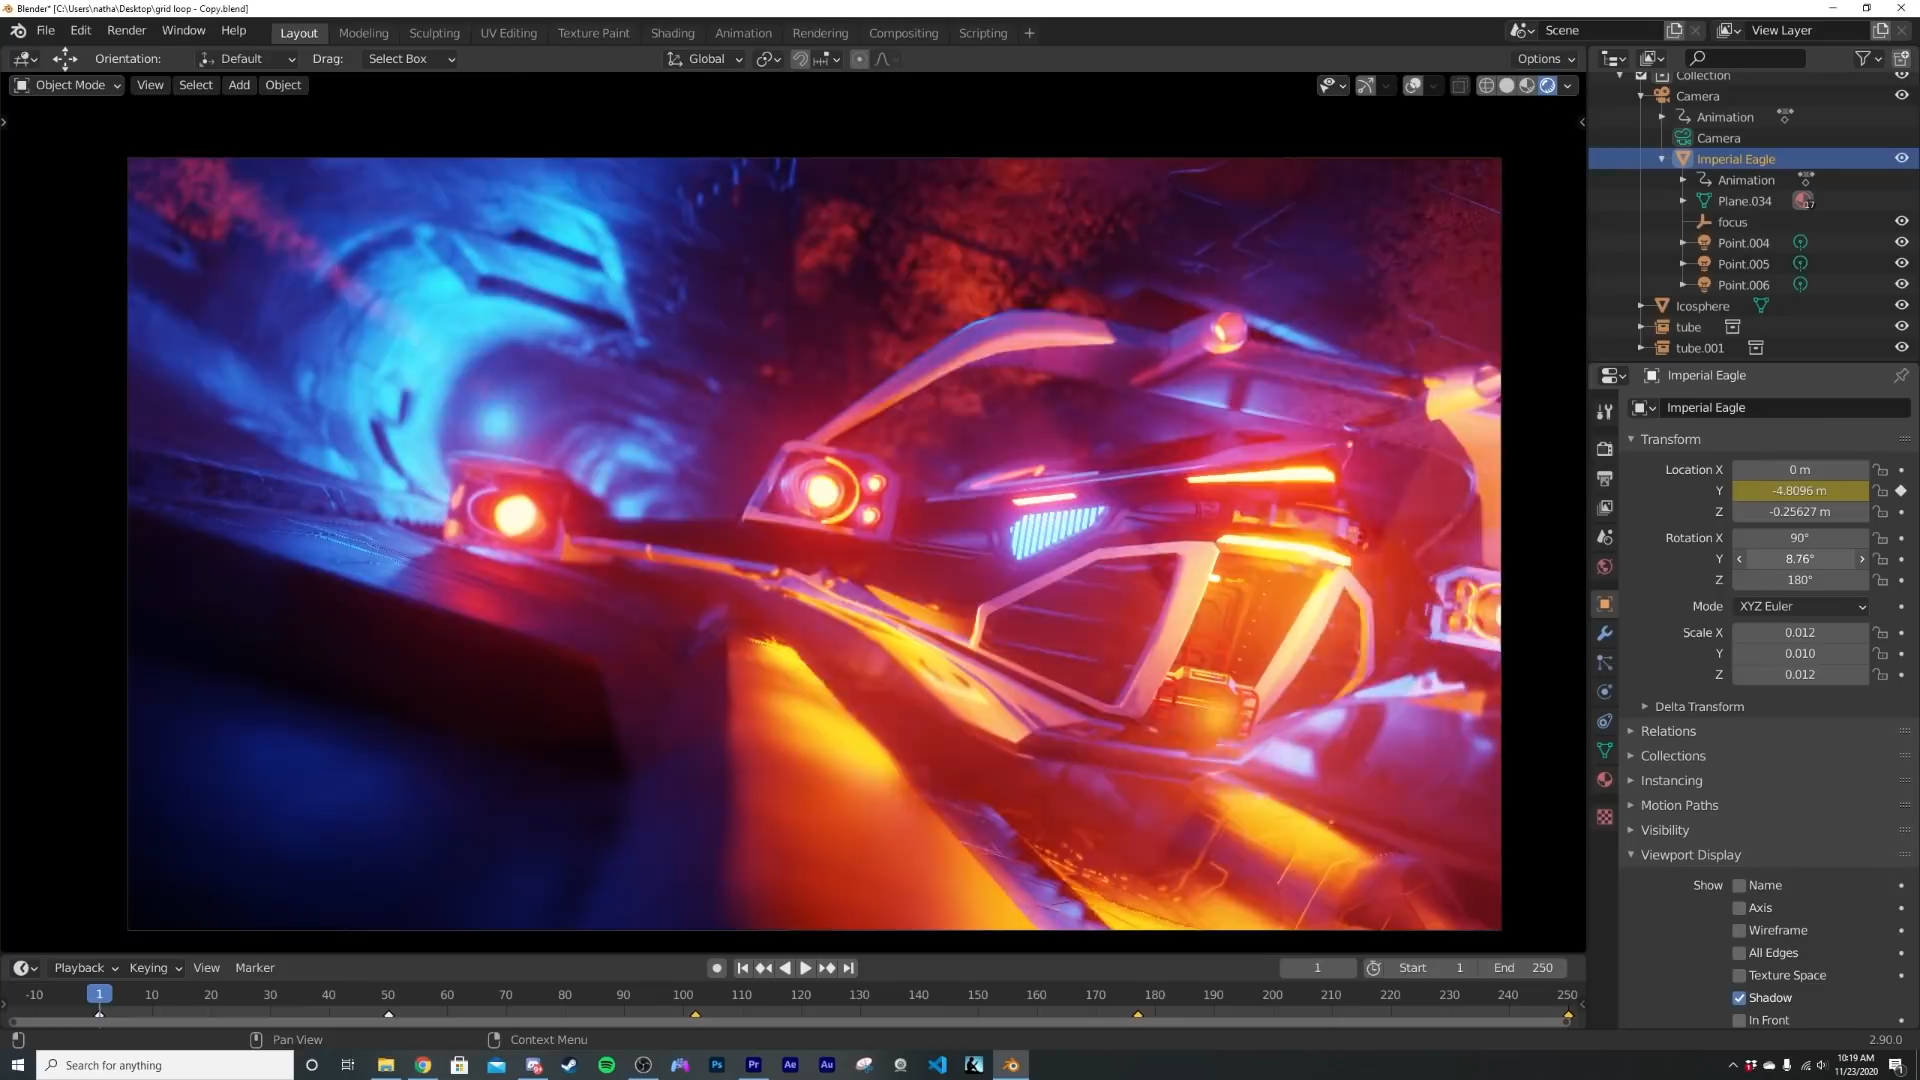 Blender* [C:\Users\natha\Desktop\grid loop - Copy.blend]
File Edit Render Window Help Layout Modeling Sculpting UV Editing Texture Paint Shading Animation Rendering Compositing Scripting + Scene View Layer
Orientation: Default Drag: Select Box Global Options
Object Mode View Select Add Object
Collection
Camera
Animation
Camera
Imperial Eagle
Animation
Plane.034 17
focus
Point.004
Point.005
Point.006
Icosphere
tube
tube.001
Imperial Eagle
Imperial Eagle
Transform
Location X 0 m
Y -4.8096 m
Z -0.25627 m
Rotation X 90°
Y 8.76°
Z 180°
Mode XYZ Euler
Scale X 0.012
Y 0.010
Z 0.012
Delta Transform
Relations
Collections
Instancing
Motion Paths
Visibility
Viewport Display
Show Name
Axis
Wireframe
All Edges
Texture Space
Shadow
In Front
Playback Keying View Marker 1 Start 1 End 250
-10 1 10 20 30 40 50 60 70 80 90 100 110 120 130 140 150 160 170 180 190 200 210 220 230 240 250
Pan View Context Menu 2.90.0
Search for anything Ps Pr Ae Au 10:19 AM
11/23/2020